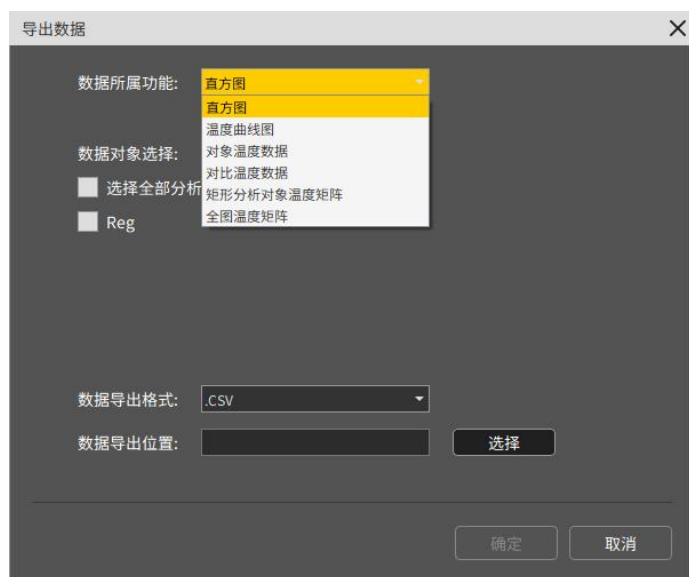 导出数据
数据所属功能: 直方图
直方图
温度曲线图
对象温度数据
数据对象选择:
对比温度数据
选择全部分析
矩形分析对象温度矩阵
全图温度矩阵
Reg
数据导出格式: .CSV
数据导出位置: 选择
确定 取消